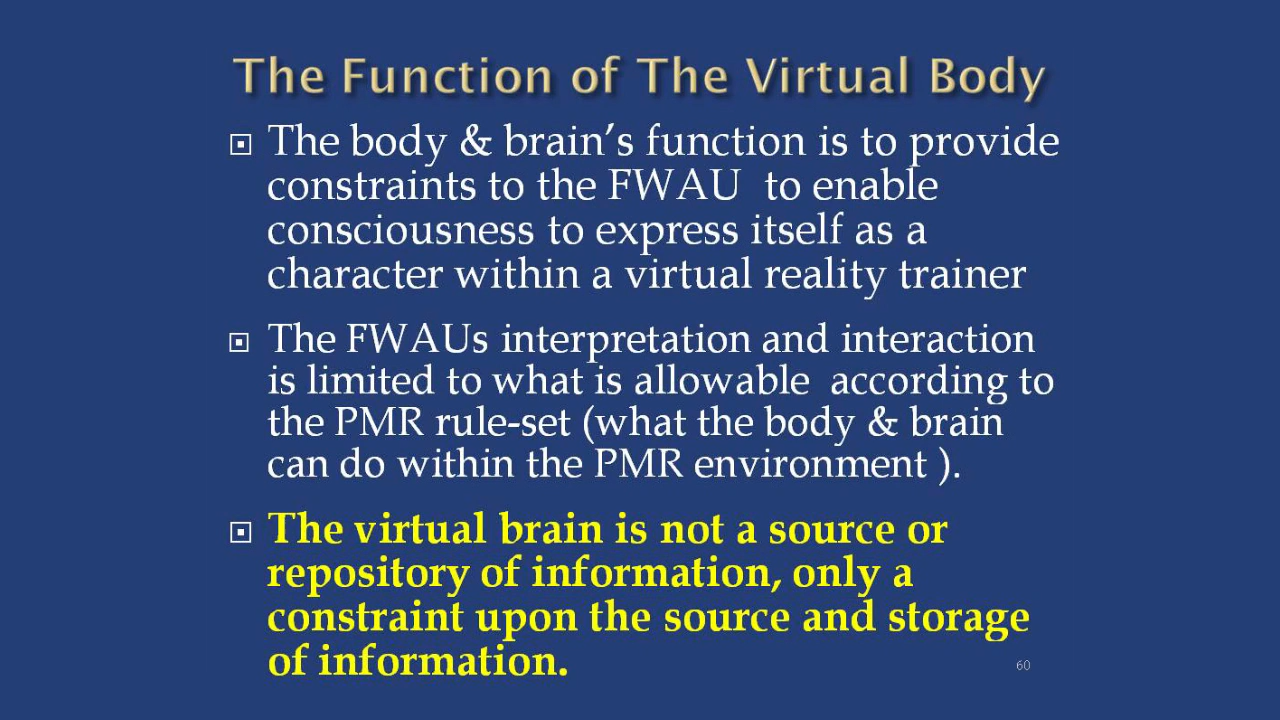 The Function of The Virtual Body
The body & brain’s function is to provide
constraints to the FWAU  to enable
consciousness to express itself as a
character within a virtual reality trainer
The FWAUs interpretation and interaction
is limited to what is allowable  according to
the PMR rule-set (what the body & brain
can do within the PMR environment ).
The virtual brain is not a source or
repository of information, only a
constraint upon the source and storage
of information.
60